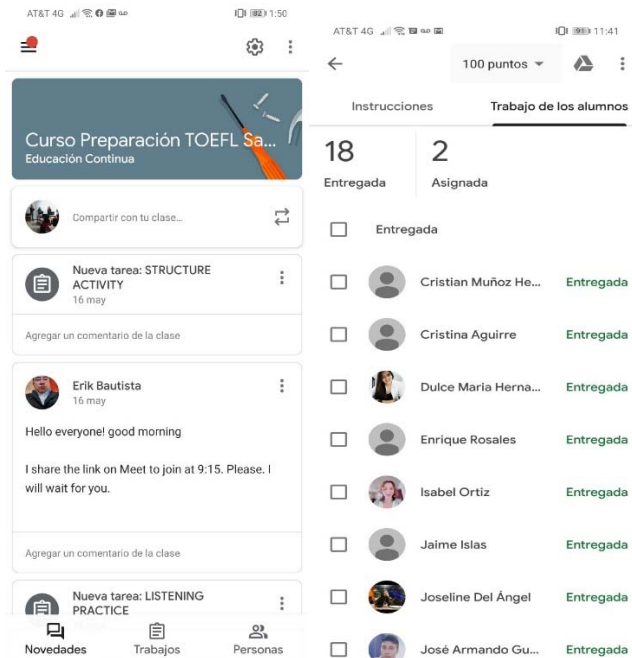 AT&T 4G
82 1:50
Curso Preparación TOEFL Sa...
Educación Continua
Compartir con tu clase...
Nueva tarea: STRUCTURE
ACTIVITY
16 may
Agregar un comentario de la clase
Erik Bautista
16 may
Hello everyone! good morning
I share the link on Meet to join at 9:15. Please. I
will wait for you.
Agregar un comentario de la clase
Nueva tarea: LISTENING
PRACTICE
Novedades
Trabajos
Personas
AT&T 4G
11:41
100 puntos
Instrucciones
Trabajo de los alumnos
18
2
Entregada
Asignada
Entregada
Cristian Muñoz He... Entregada
Cristina Aguirre Entregada
Dulce Maria Herna... Entregada
Enrique Rosales Entregada
Isabel Ortiz Entregada
Jaime Islas Entregada
Joseline Del Ángel Entregada
José Armando Gu... Entregada